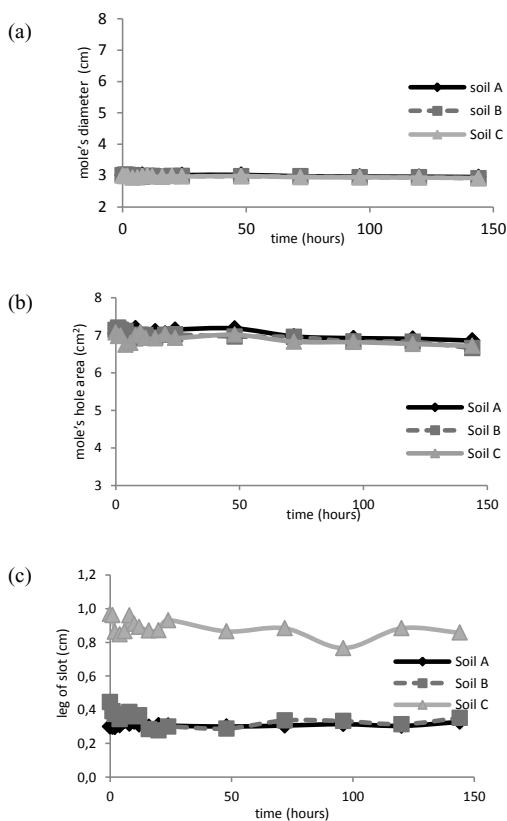 (a)
8
7
6
5
4
3
2
0
50
100
150
mole's diameter (cm)
time (hours)
soil A
soil B
Soil C
(b)
8
7
6
5
4
3
0
50
100
150
mole's hole area (cm²)
time (hours)
Soil A
Soil B
Soil C
(c)
1,2
1,0
0,8
0,6
0,4
0,2
0,0
0
50
100
150
leg of slot (cm)
time (hours)
Soil A
Soil B
Soil C